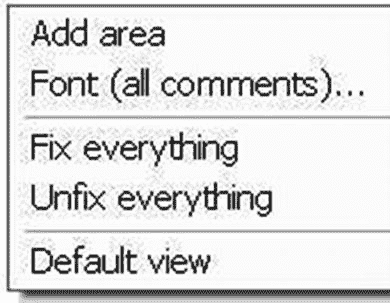 Add area
Font (all comments)...
Fix everything
Unfix everything
Default view